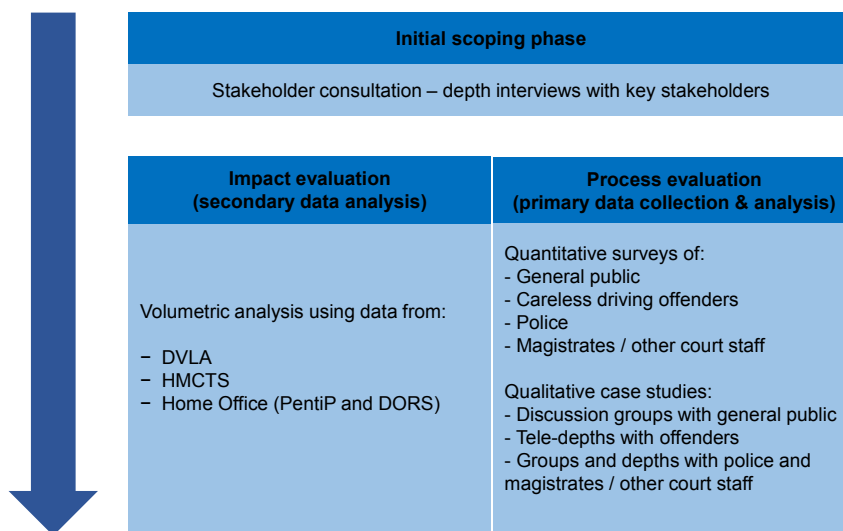 Initial scoping phase
Stakeholder consultation – depth interviews with key stakeholders
Impact evaluation
(secondary data analysis)
Volumetric analysis using data from:
− DVLA
− HMCTS
− Home Office (PentiP and DORS)
Process evaluation
(primary data collection & analysis)
Quantitative surveys of:
- General public
- Careless driving offenders
- Police
- Magistrates / other court staff
Qualitative case studies:
- Discussion groups with general public
- Tele-depths with offenders
- Groups and depths with police and
magistrates / other court staff